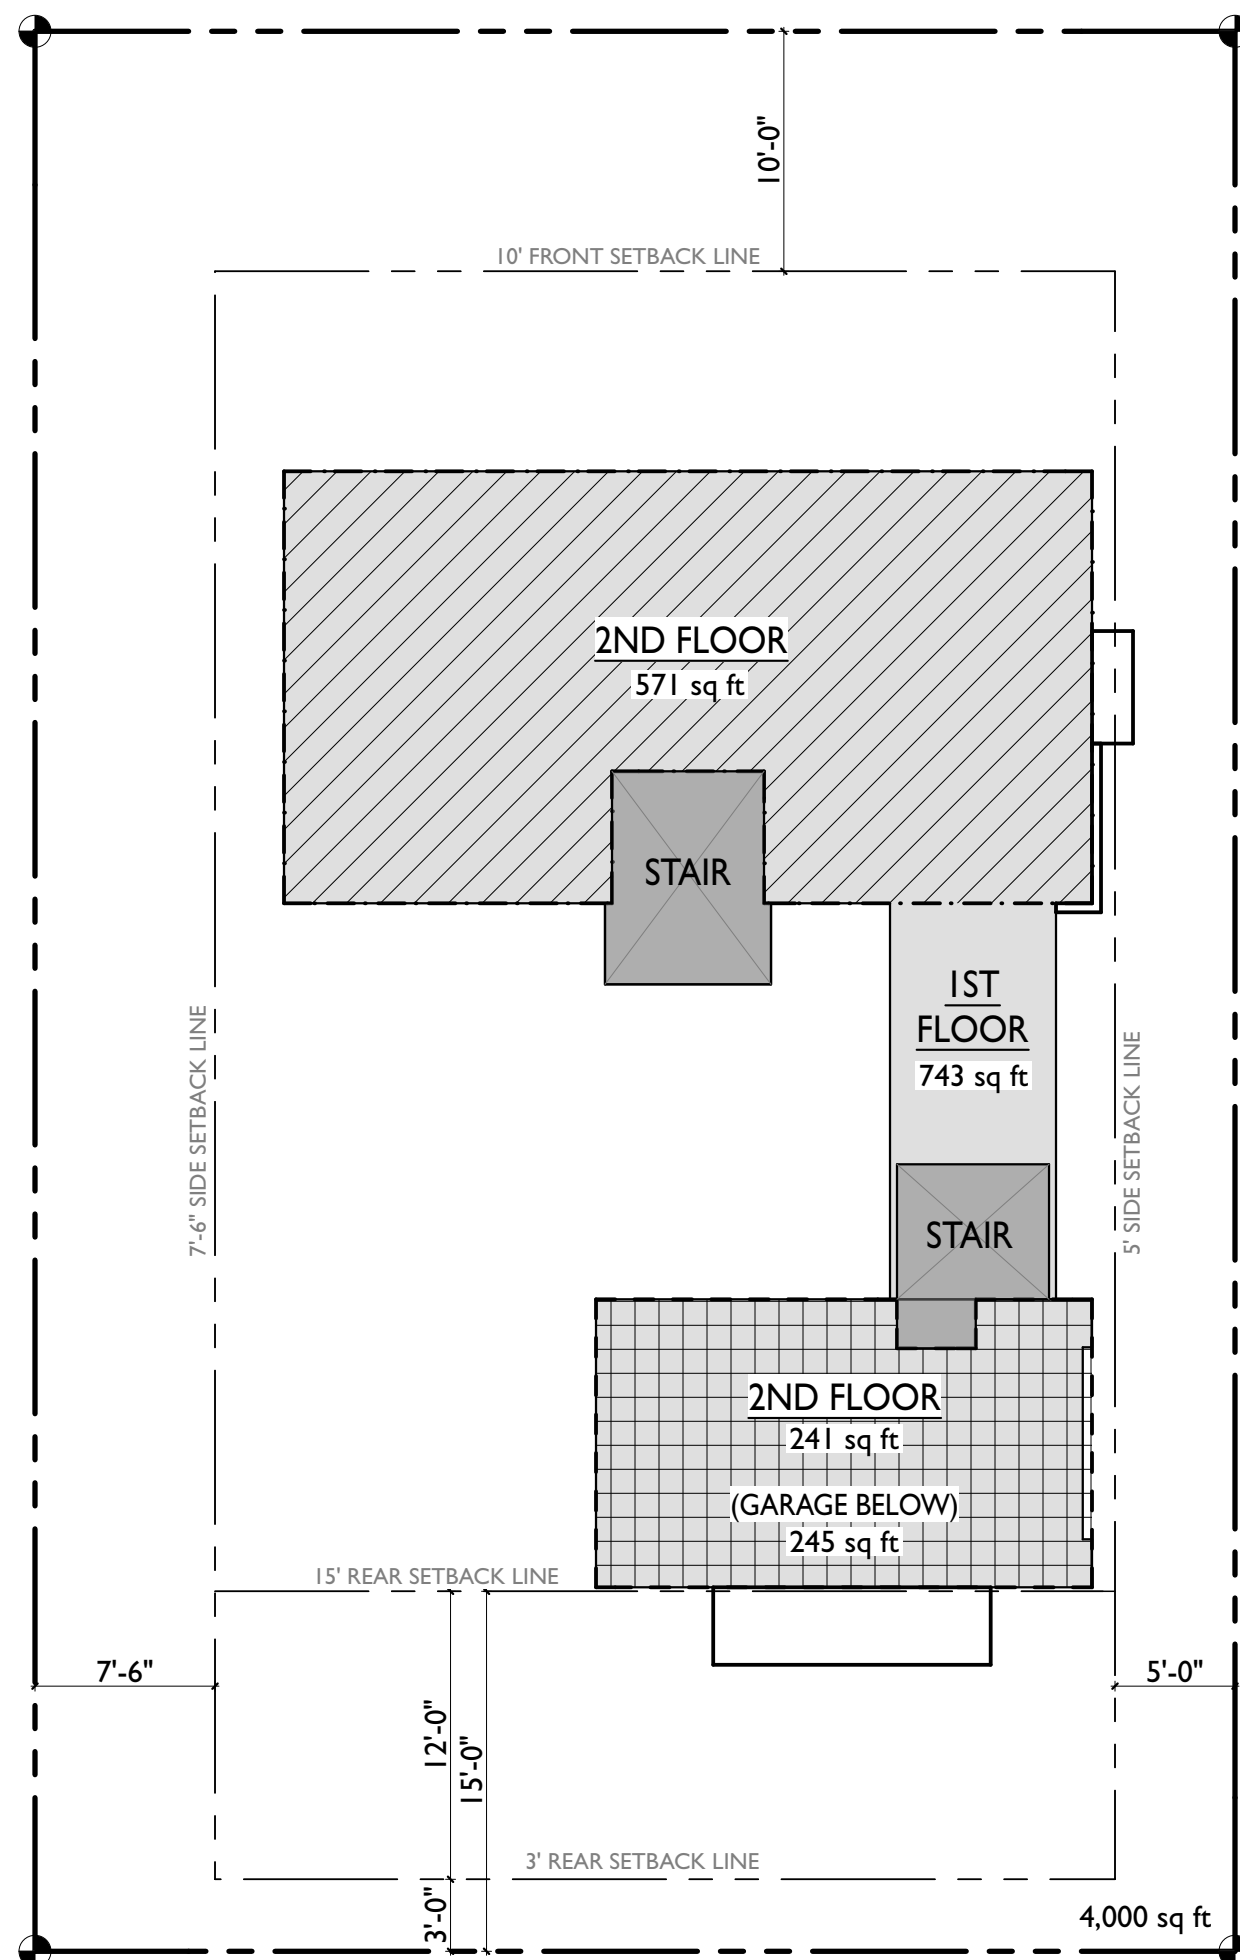 10'-0"
10' FRONT SETBACK LINE
2ND FLOOR
571 sq ft
STAIR
1ST
FLOOR
743 sq ft
7'-6" SIDE SETBACK LINE
5' SIDE SETBACK LINE
STAIR
2ND FLOOR
241 sq ft
(GARAGE BELOW)
245 sq ft
15' REAR SETBACK LINE
7'-6"
5'-0"
12'-0"
15'-0"
3' REAR SETBACK LINE
3'-0"
4,000 sq ft